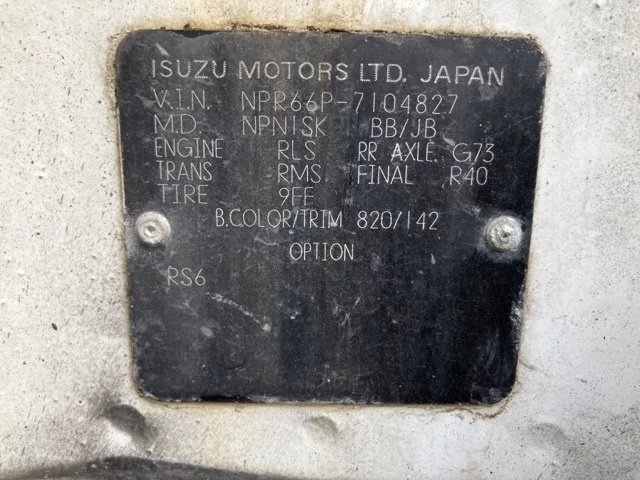 ISUZU MOTORS LTD. JAPAN
V.I.N. NPR66P-7104827
M.D. NPN1SK BB/JB
ENGINE RLS RR AXLE. G73
TRANS RMS FINAL R40
TIRE 9FF
B.COLOR/TRIM 820/142
OPTION
RS6